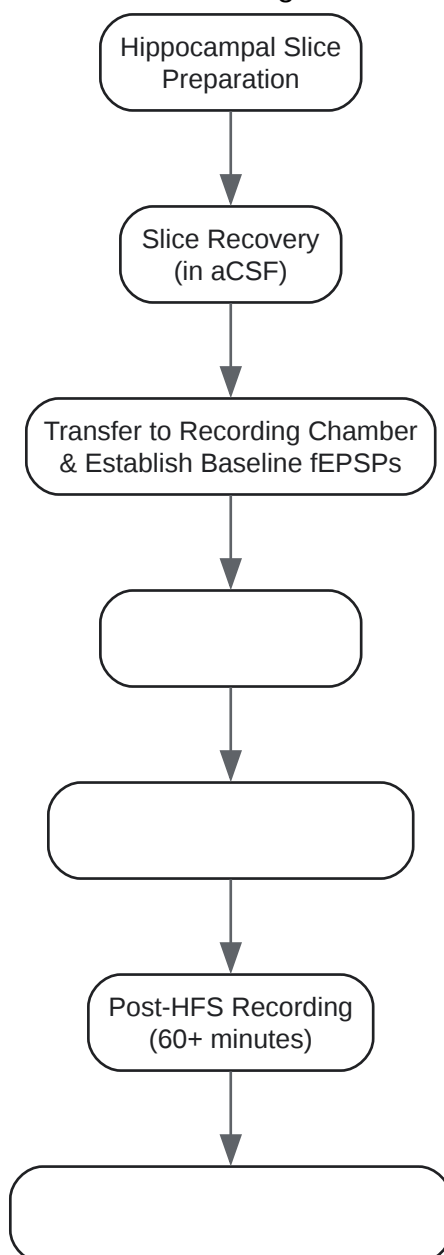 Hippocampal Slice
Preparation
Slice Recovery
(in aCSF)
Transfer to Recording Chamber
& Establish Baseline fEPSPs
Post-HFS Recording
(60+ minutes)